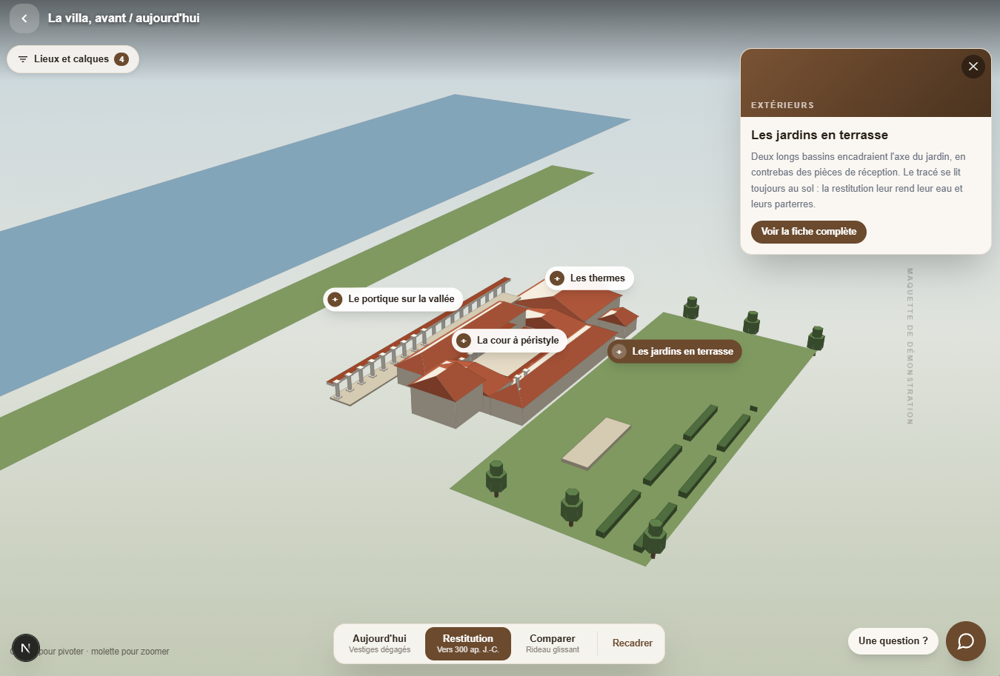 La villa, avant / aujourd'hui
Lieux et calques 4
EXTÉRIEURS
Les jardins en terrasse
Deux longs bassins encadraient l'axe du jardin, en
contrebas des pièces de réception. Le tracé se lit
toujours au sol : la restitution leur rend leur eau et
leurs parterres.
Voir la fiche complète
Les thermes
Le portique sur la vallée
La cour à péristyle
Les jardins en terrasse
MAQUETTE DE DÉMONSTRATION
N
pour pivoter · molette pour zoomer
Aujourd'hui
Vestiges dégagés
Restitution
Vers 300 ap. J.-C.
Comparer
Rideau glissant
Recadrer
Une question ?